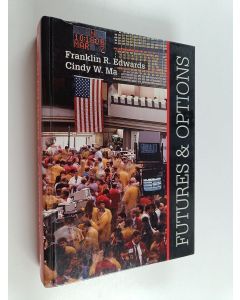 Franklin R. Edwards
Cindy W. Ma
FUTURES & OPTIONS